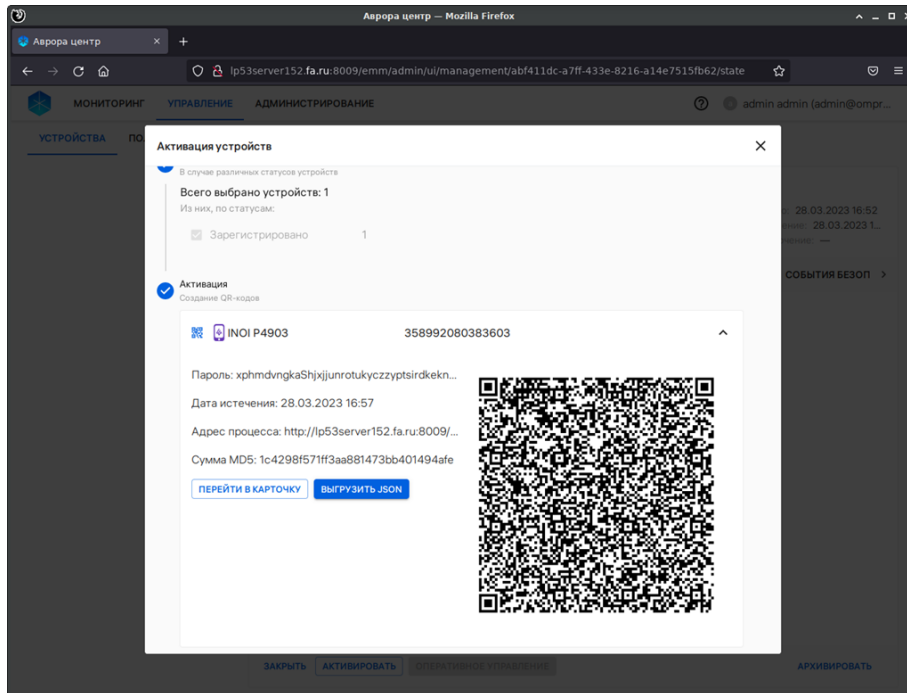 Аврора центр — Mozilla Firefox
Аврора центр
lp53server152.fa.ru:8009/emm/admin/ui/management/abf411dc-a7ff-433e-8216-a14e7515fb62/state
МОНИТОРИНГ УПРАВЛЕНИЕ АДМИНИСТРИРОВАНИЕ admin admin (admin@ompr...
УСТРОЙСТВА
Активация устройств
В случае различных статусов устройств
Всего выбрано устройств: 1
Из них, по статусам:
28.03.2023 16:52
28.03.2023 1...
—
Зарегистрировано 1
СОБЫТИЯ БЕЗОП
Активация
Создание QR-кодов
INOI P4903 358992080383603
Пароль: xphmdvngkaShjxjjunrotukyczzyptsirdkekn...
Дата истечения: 28.03.2023 16:57
Адрес процесса: http://lp53server152.fa.ru:8009/...
Сумма MD5: 1c4298f571ff3aa881473bb401494afe
ПЕРЕЙТИ В КАРТОЧКУ ВЫГРУЗИТЬ JSON
ЗАКРЫТЬ АКТИВИРОВАТЬ ОПЕРАТИВНОЕ УПРАВЛЕНИЕ АРХИВИРОВАТЬ